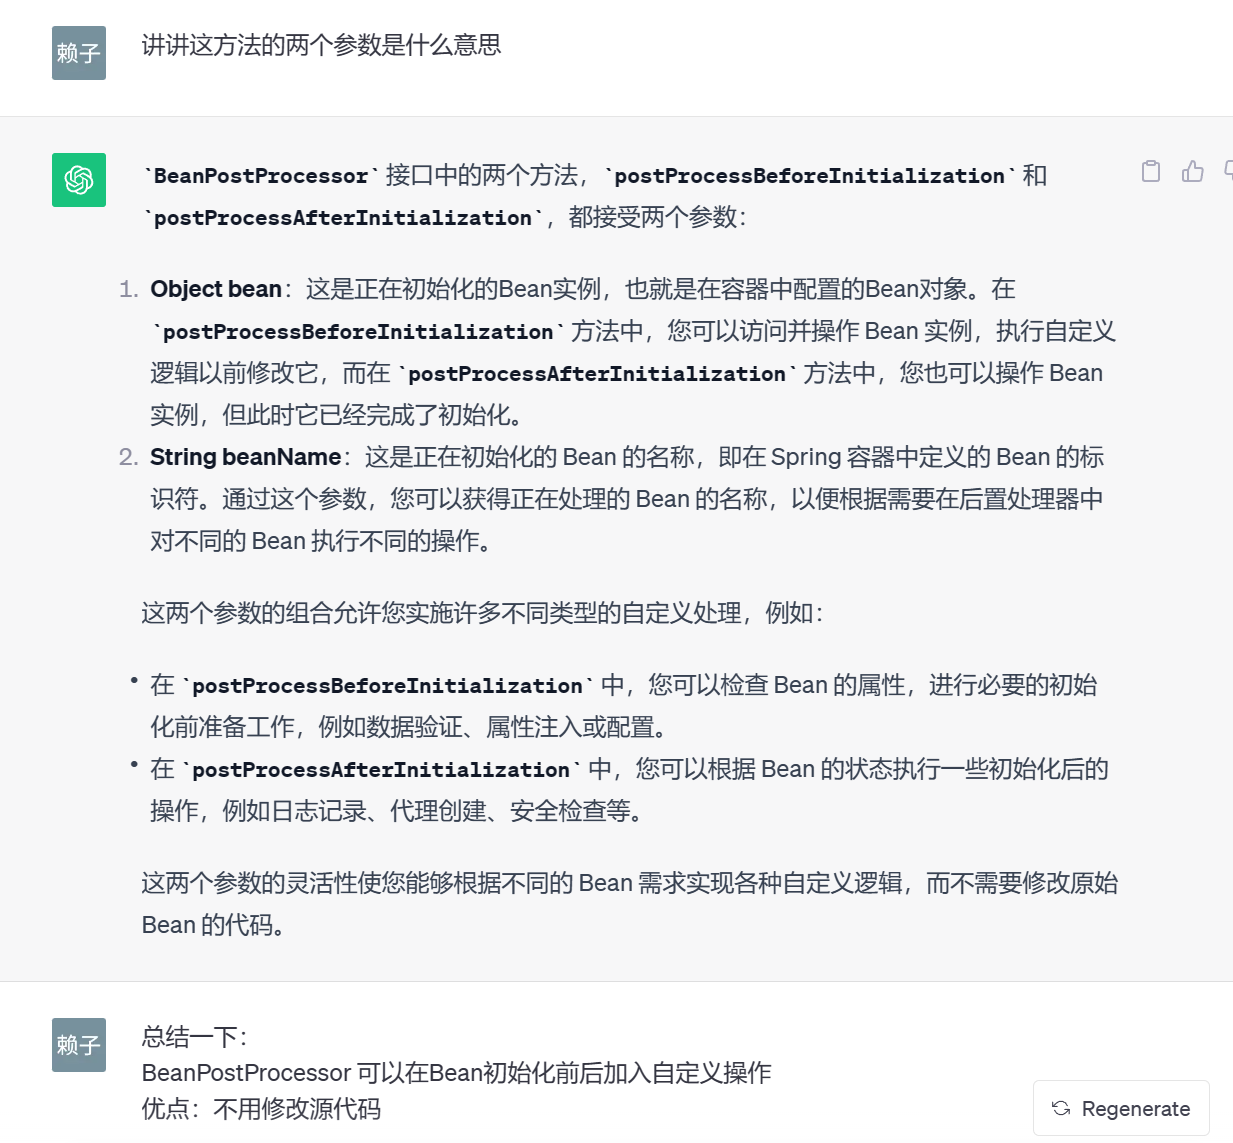 赖子
讲讲这方法的两个参数是什么意思
`BeanPostProcessor` 接口中的两个方法，`postProcessBeforeInitialization` 和
`postProcessAfterInitialization`，都接受两个参数：
1. Object bean：这是正在初始化的Bean实例，也就是在容器中配置的Bean对象。在
`postProcessBeforeInitialization` 方法中，您可以访问并操作 Bean 实例，执行自定义
逻辑以前修改它，而在 `postProcessAfterInitialization` 方法中，您也可以操作 Bean
实例，但此时它已经完成了初始化。
2. String beanName：这是正在初始化的 Bean 的名称，即在 Spring 容器中定义的 Bean 的标
识符。通过这个参数，您可以获得正在处理的 Bean 的名称，以便根据需要在后置处理器中
对不同的 Bean 执行不同的操作。
这两个参数的组合允许您实施许多不同类型的自定义处理，例如：
• 在 `postProcessBeforeInitialization` 中，您可以检查 Bean 的属性，进行必要的初始
化前准备工作，例如数据验证、属性注入或配置。
• 在 `postProcessAfterInitialization` 中，您可以根据 Bean 的状态执行一些初始化后的
操作，例如日志记录、代理创建、安全检查等。
这两个参数的灵活性使您能够根据不同的 Bean 需求实现各种自定义逻辑，而不需要修改原始
Bean 的代码。
赖子
总结一下：
BeanPostProcessor 可以在Bean初始化前后加入自定义操作
优点：不用修改源代码
Regenerate